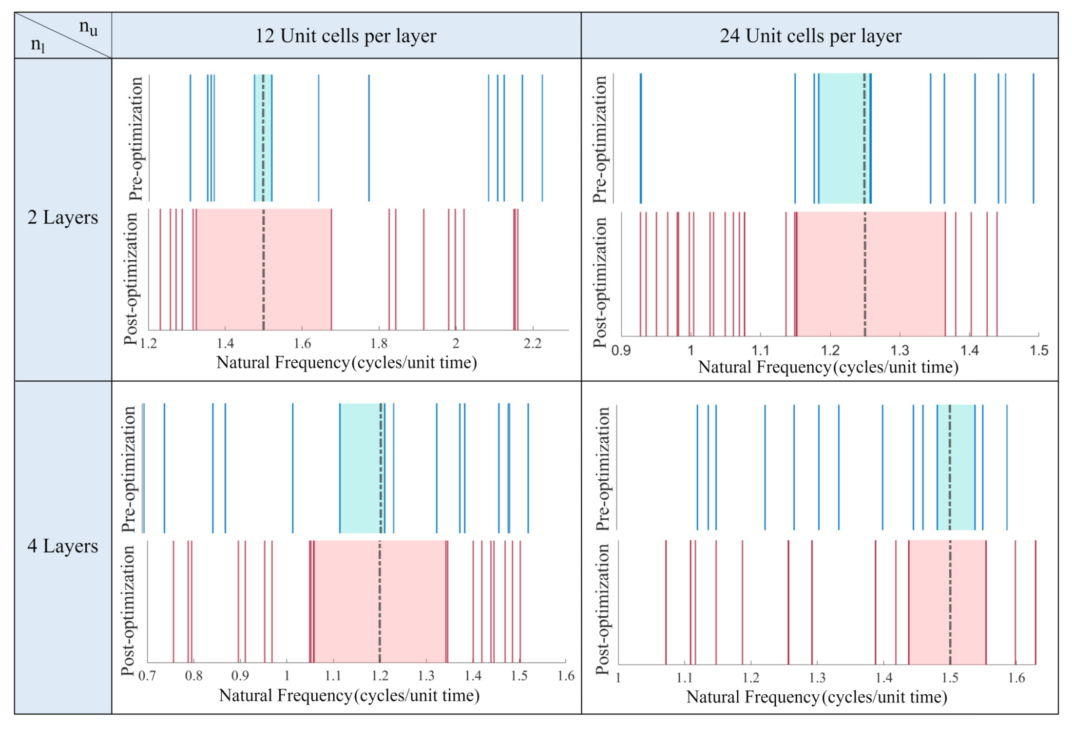 nu
nl
12 Unit cells per layer
24 Unit cells per layer
2 Layers
Pre-optimization
Post-optimization
1.2 1.4 1.6 1.8 2 2.2
Natural Frequency(cycles/unit time)
Pre-optimization
Post-optimization
0.9 1 1.1 1.2 1.3 1.4 1.5
Natural Frequency(cycles/unit time)
4 Layers
Pre-optimization
Post-optimization
0.7 0.8 0.9 1 1.1 1.2 1.3 1.4 1.5 1.6
Natural Frequency(cycles/unit time)
Pre-optimization
Post-optimization
1 1.1 1.2 1.3 1.4 1.5 1.6
Natural Frequency(cycles/unit time)